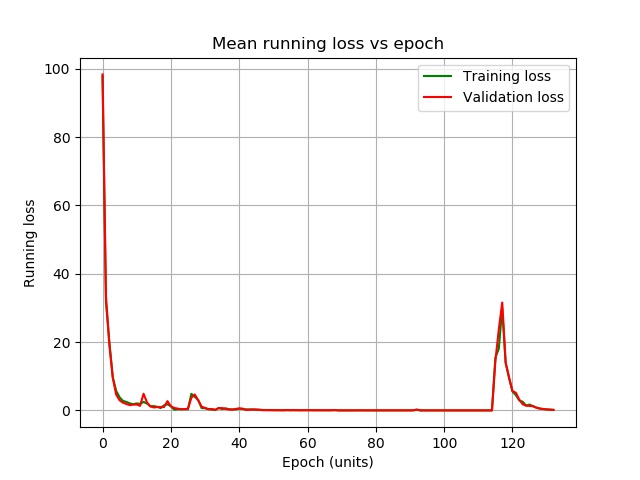 Mean running loss vs epoch
Training loss
Validation loss
100
80
60
40
20
0
Running loss
0 20 40 60 80 100 120
Epoch (units)